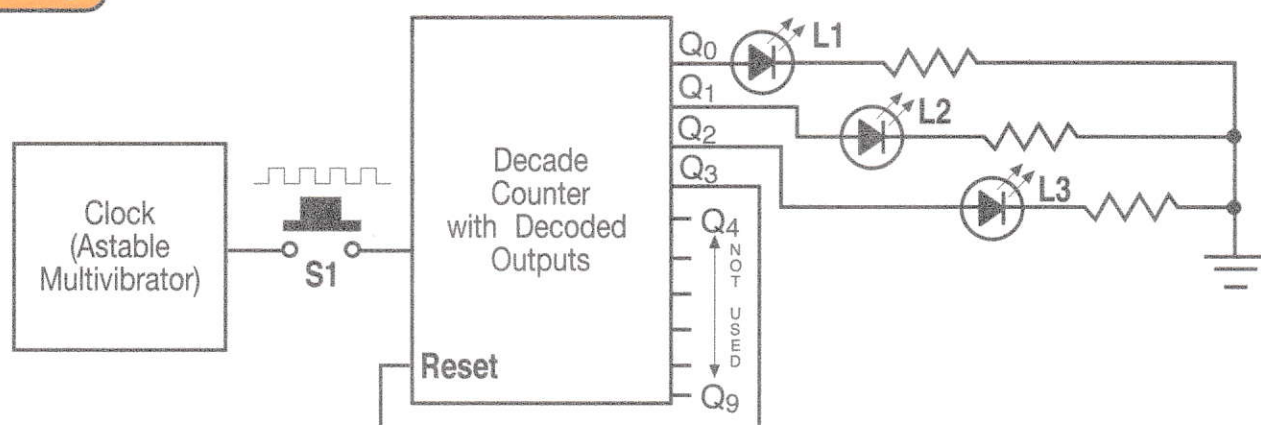 Q0
L1
Q1
L2
Q2
Q3
L3
Clock
(Astable
Multivibrator)
S1
Decade
Counter
with Decoded
Outputs
Reset
Q4
NOT USED
Q9